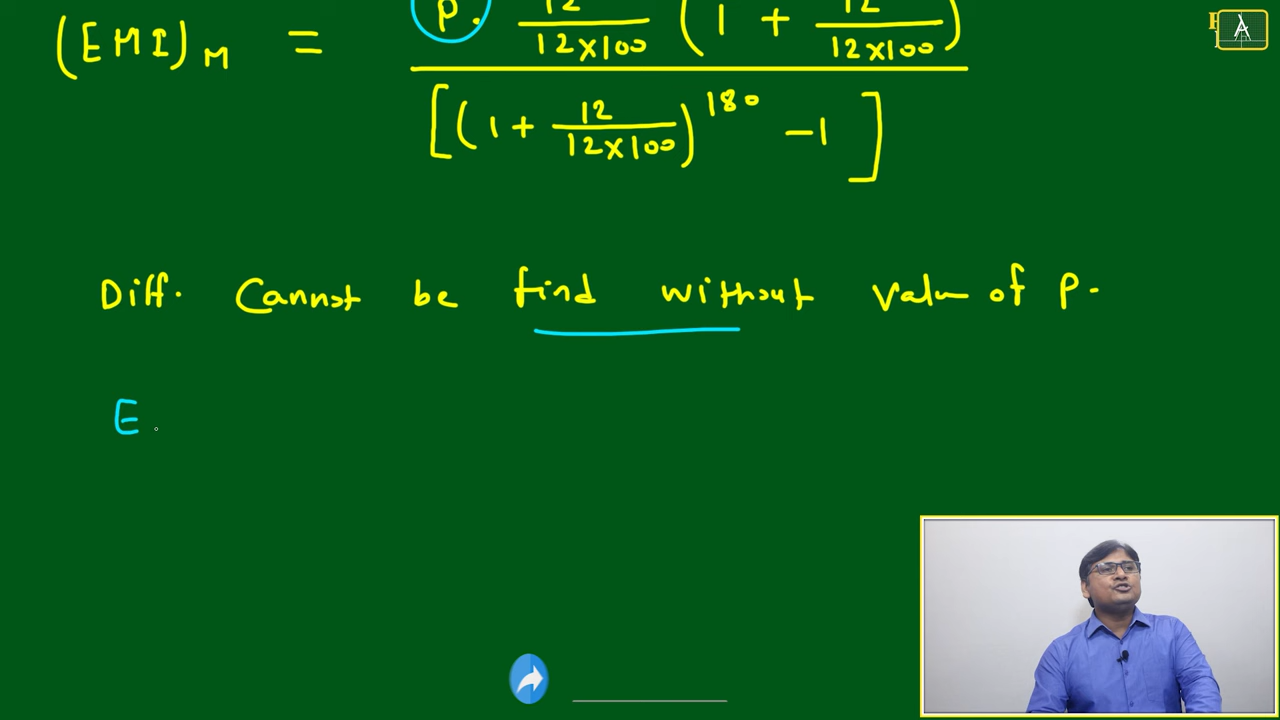 (EMI)M = P. 12/12×100 (1 + 12/12×100)
[(1 + 12/12×100)^180 - 1]
Diff. Cannot be find without value of P.
E